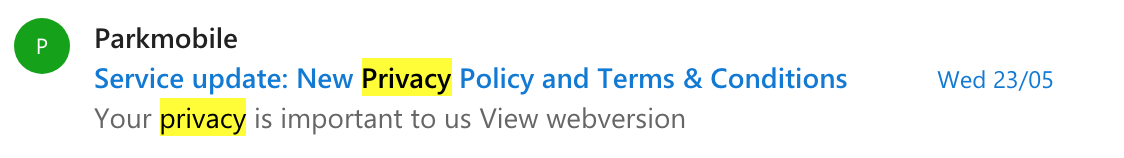 P
Parkmobile
Service update: New Privacy Policy and Terms & Conditions Wed 23/05
Your privacy is important to us View webversion